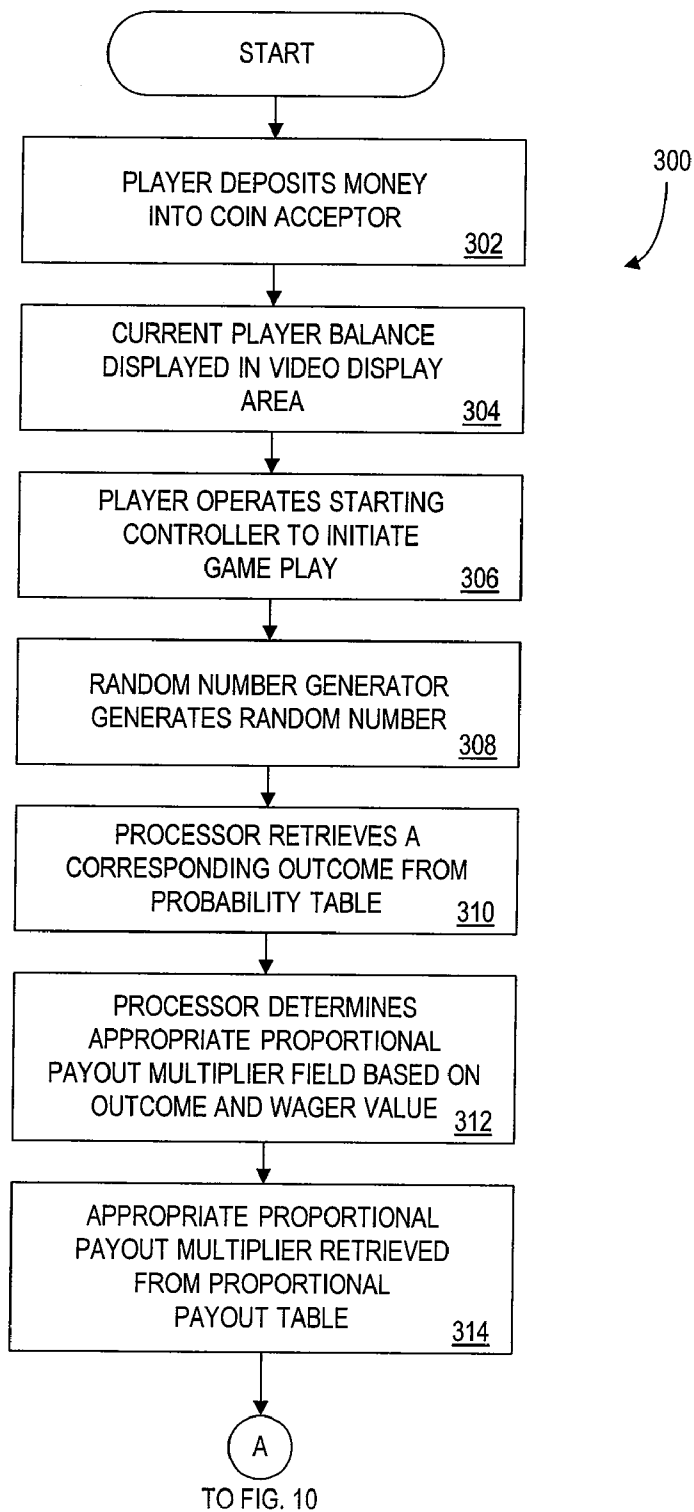 START
300
PLAYER DEPOSITS MONEY
INTO COIN ACCEPTOR
302
CURRENT PLAYER BALANCE
DISPLAYED IN VIDEO DISPLAY
AREA
304
PLAYER OPERATES STARTING
CONTROLLER TO INITIATE
GAME PLAY
306
RANDOM NUMBER GENERATOR
GENERATES RANDOM NUMBER
308
PROCESSOR RETRIEVES A
CORRESPONDING OUTCOME FROM
PROBABILITY TABLE
310
PROCESSOR DETERMINES
APPROPRIATE PROPORTIONAL
PAYOUT MULTIPLIER FIELD BASED ON
OUTCOME AND WAGER VALUE
312
APPROPRIATE PROPORTIONAL
PAYOUT MULTIPLIER RETRIEVED
FROM PROPORTIONAL
PAYOUT TABLE
314
A
TO FIG. 10